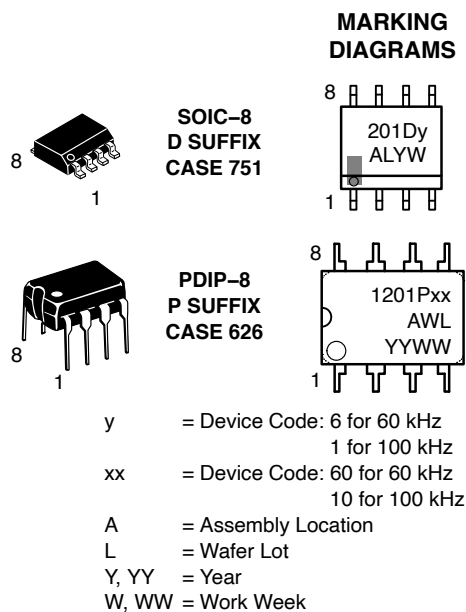 MARKING
DIAGRAMS
8
1
SOIC–8
D SUFFIX
CASE 751
8
201Dy
ALYW
1
8
1
PDIP–8
P SUFFIX
CASE 626
8
1201Pxx
AWL
YYWW
1
y = Device Code: 6 for 60 kHz
1 for 100 kHz
xx = Device Code: 60 for 60 kHz
10 for 100 kHz
A = Assembly Location
L = Wafer Lot
Y, YY = Year
W, WW = Work Week